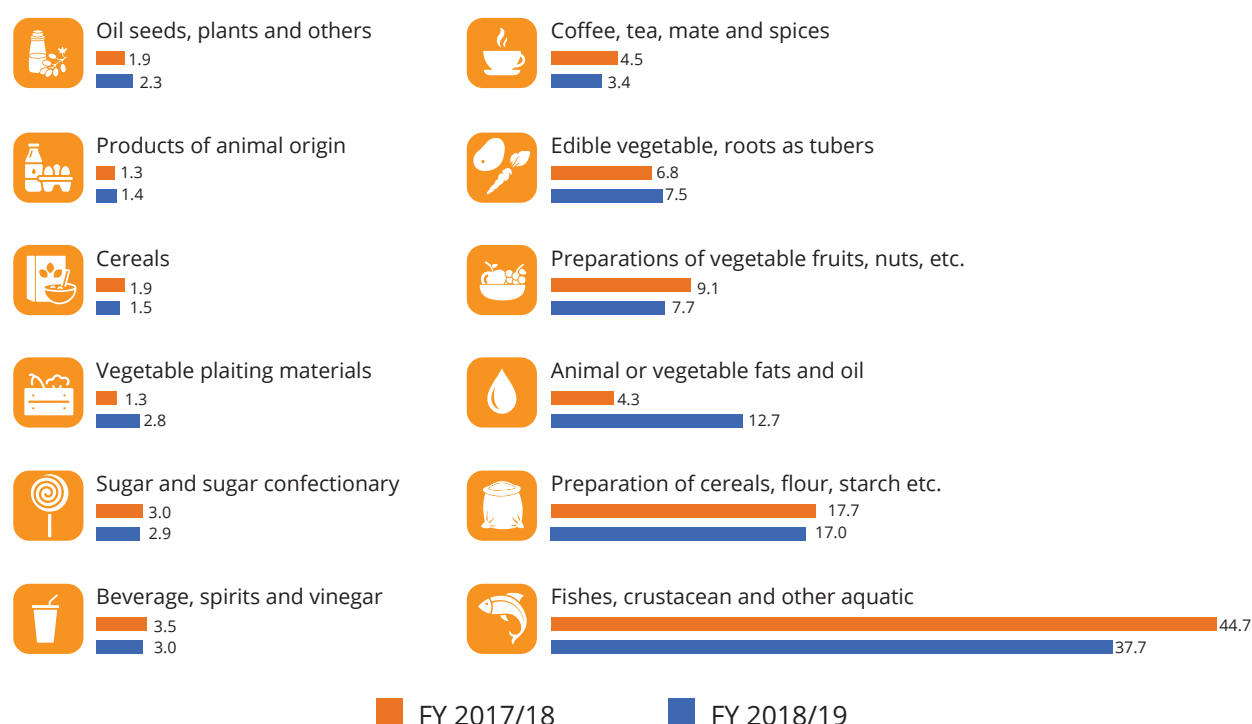 Oil seeds, plants and others
1.9
2.3
Products of animal origin
1.3
1.4
Cereals
1.9
1.5
Vegetable plaiting materials
1.3
2.8
Sugar and sugar confectionary
3.0
2.9
Beverage, spirits and vinegar
3.5
3.0
Coffee, tea, mate and spices
4.5
3.4
Edible vegetable, roots as tubers
6.8
7.5
Preparations of vegetable fruits, nuts, etc.
9.1
7.7
Animal or vegetable fats and oil
4.3
12.7
Preparation of cereals, flour, starch etc.
17.7
17.0
Fishes, crustacean and other aquatic
44.7
37.7
FY 2017/18
FY 2018/19